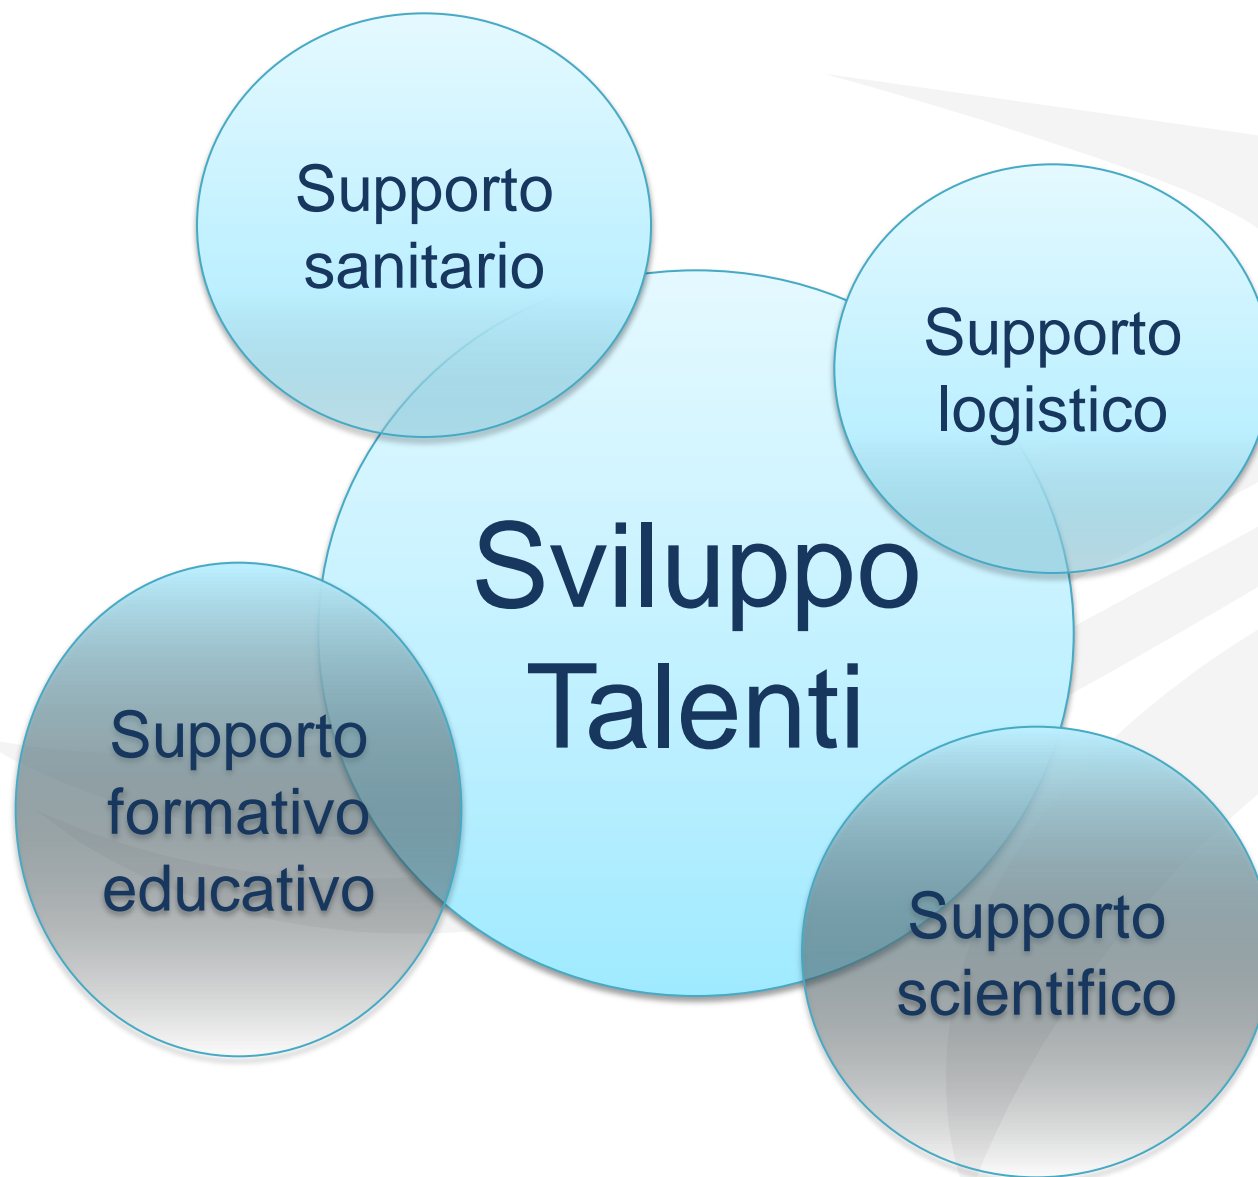 Supporto
sanitario
Supporto
logistico
Sviluppo
Talenti
Supporto
formativo
educativo
Supporto
scientifico